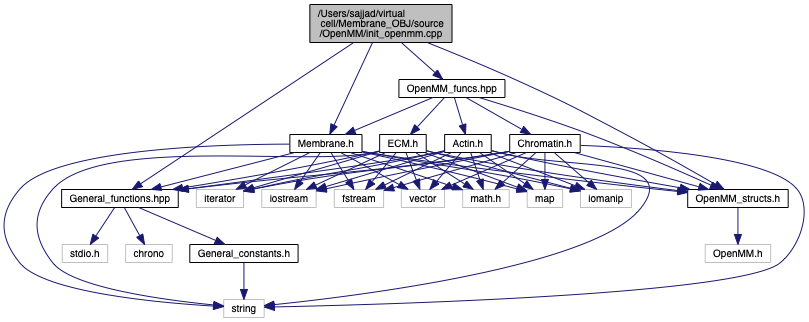 /Users/sajjad/virtual
cell/Membrane_OBJ/source
/OpenMM/init_openmm.cpp
OpenMM_funcs.hpp
Membrane.h
ECM.h
Actin.h
Chromatin.h
General_functions.hpp
iterator
iostream
fstream
vector
math.h
map
iomanip
OpenMM_structs.h
stdio.h
chrono
General_constants.h
OpenMM.h
string